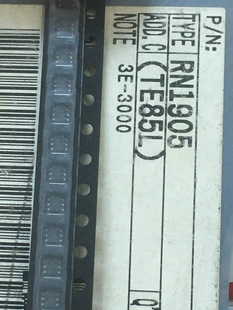 P/N:
TYPE RN1905
ADD.C (TE85L)
NOTE 3E-3000